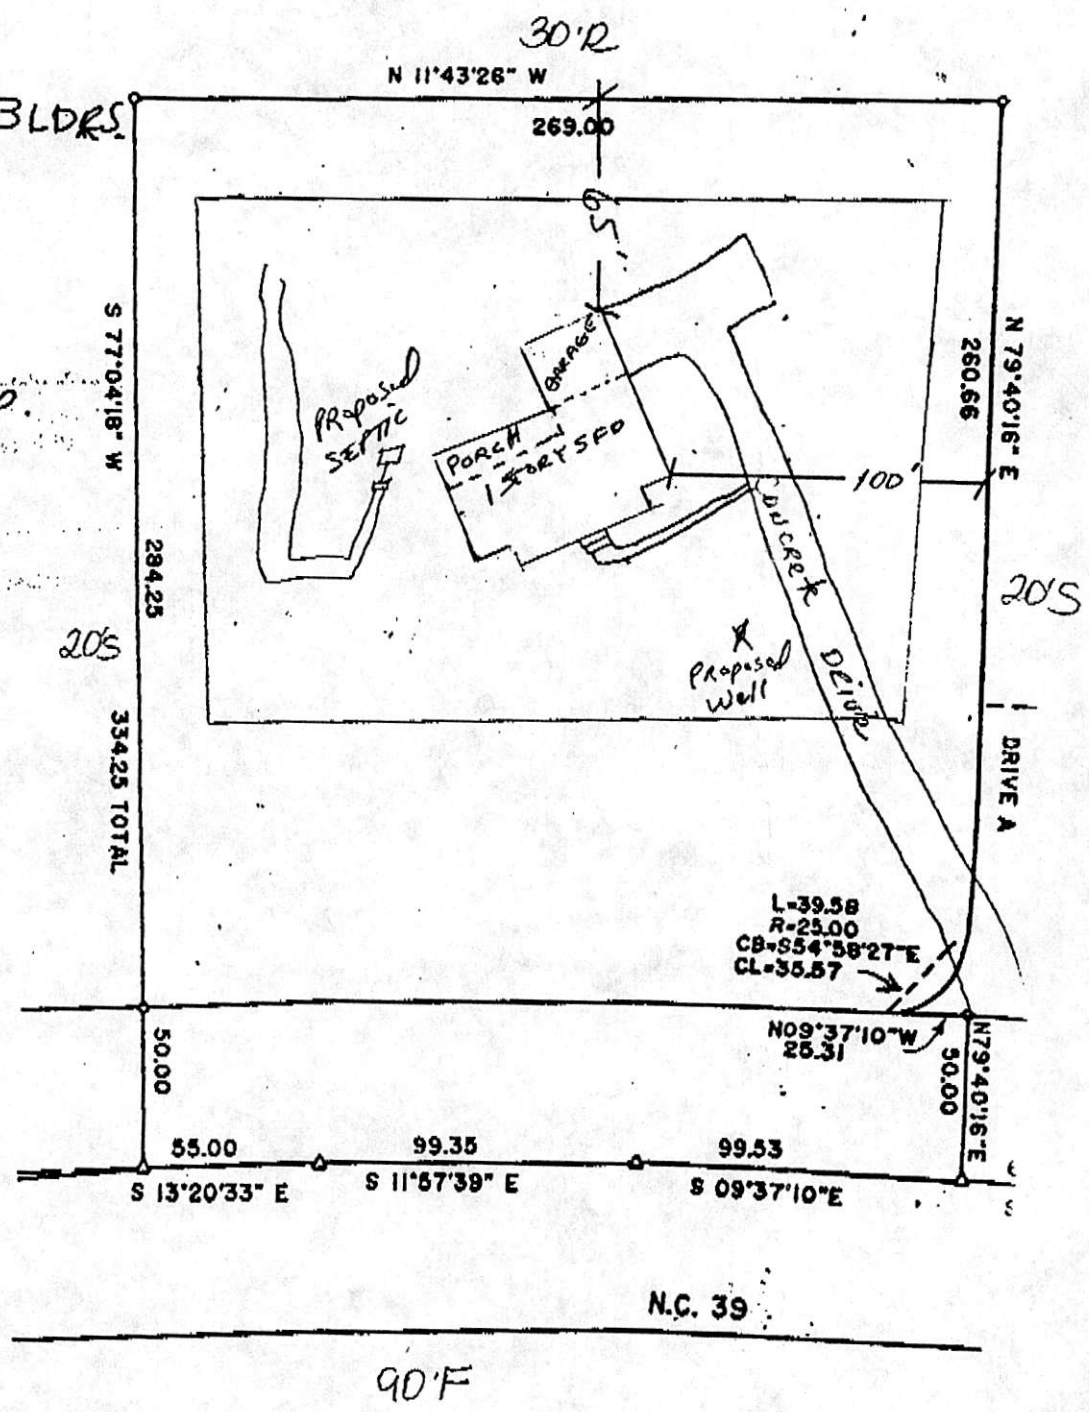 30'R
N 11°43'26" W
BLDRS.
269.00
65'
S 77°04'18" W
N 79°40'16" E
260.66
GARAGE
PROPOSED
SEPTIC
PORCH
1 STORY SFD
100'
CONCRETE
DRIVE
284.25
20'S
20'S
PROPOSED
Well
334.25 TOTAL
DRIVE A
L=39.58
R=25.00
CB=S54°58'27"E
CL=35.57
N09°37'10"W
25.31
50.00
50.00
N79°40'16"E
55.00
99.35
99.53
S 13°20'33" E
S 11°57'39" E
S 09°37'10"E
N.C. 39
90'F